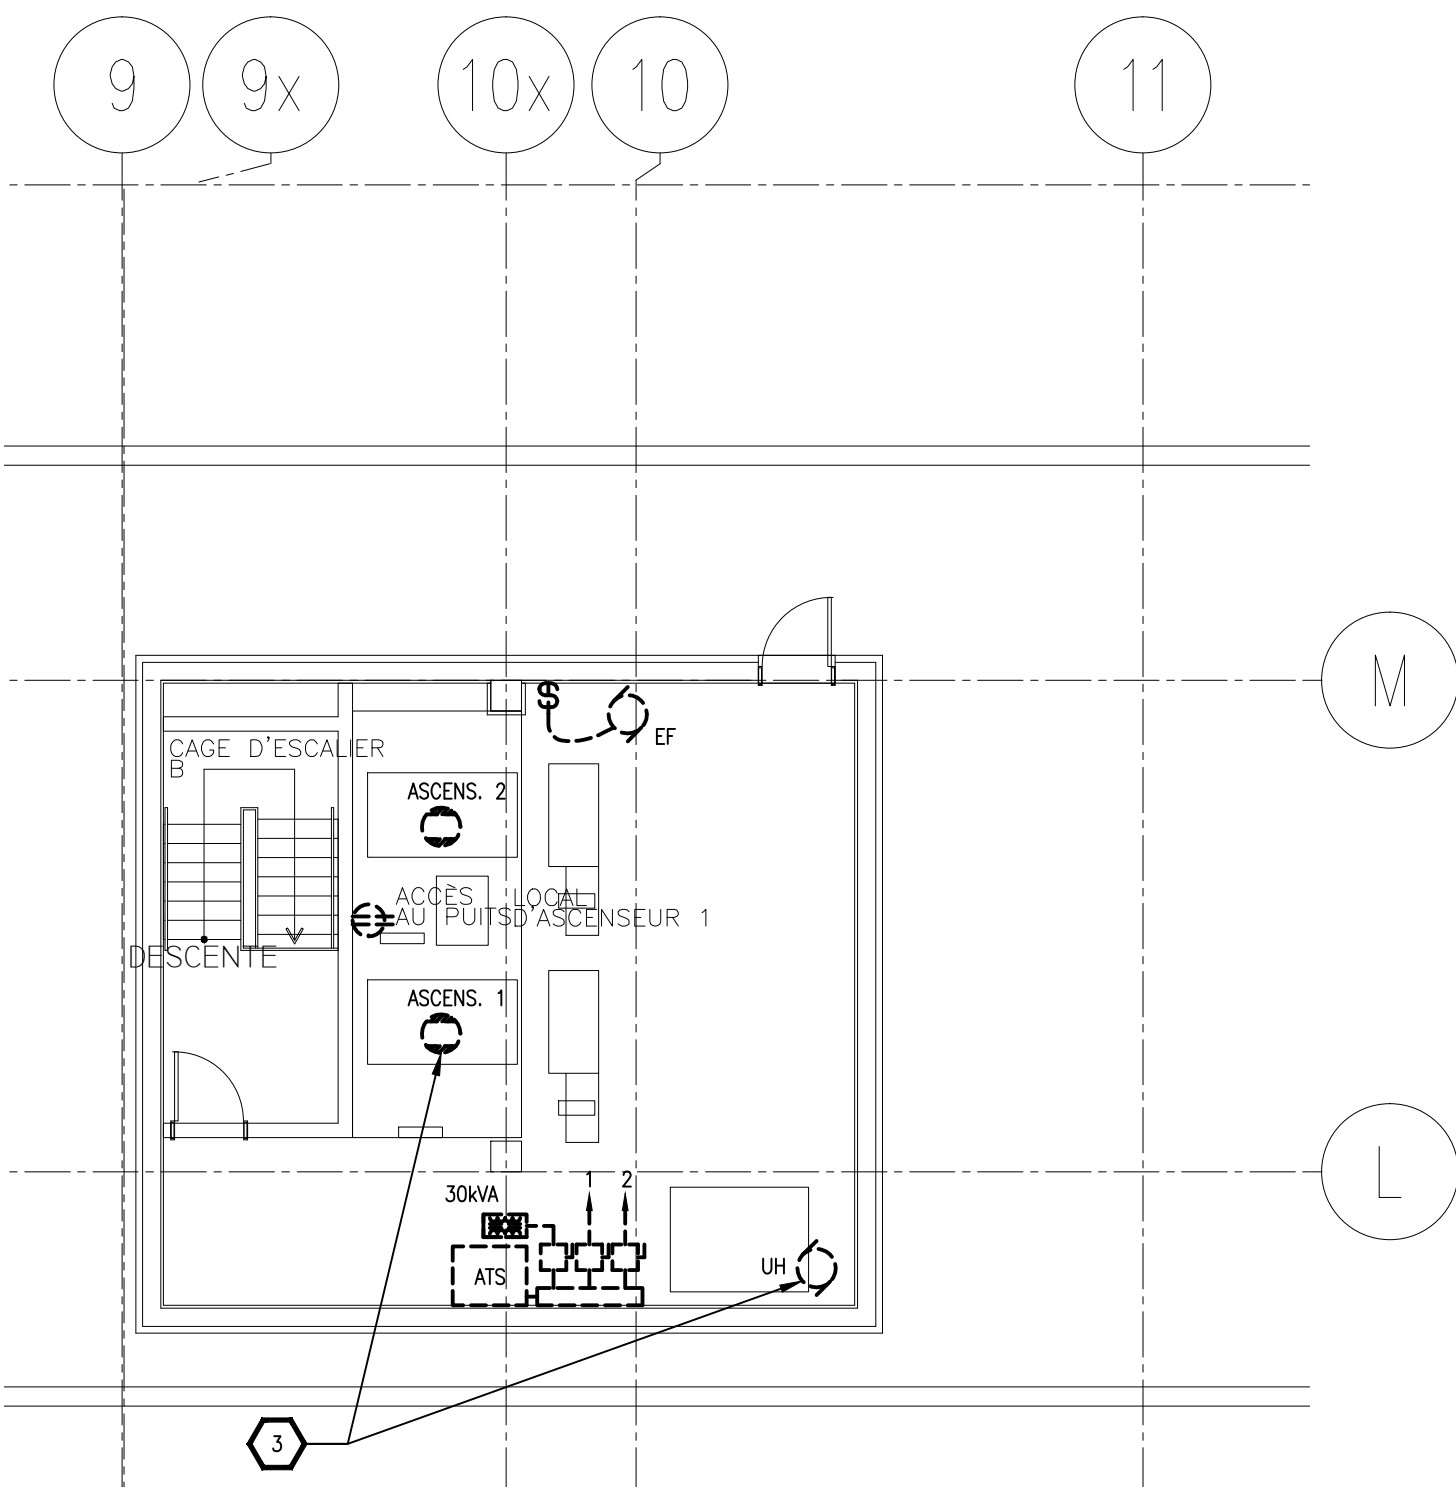 9 9x 10x 10 11
M
EF
CAGE D'ESCALIER
B
ASCENS. 2
ACCÈS LOCAL
AU PUITSD'ASCENSEUR 1
DESCENTE
ASCENS. 1
L
1 2
30kVA
UH
ATS
3